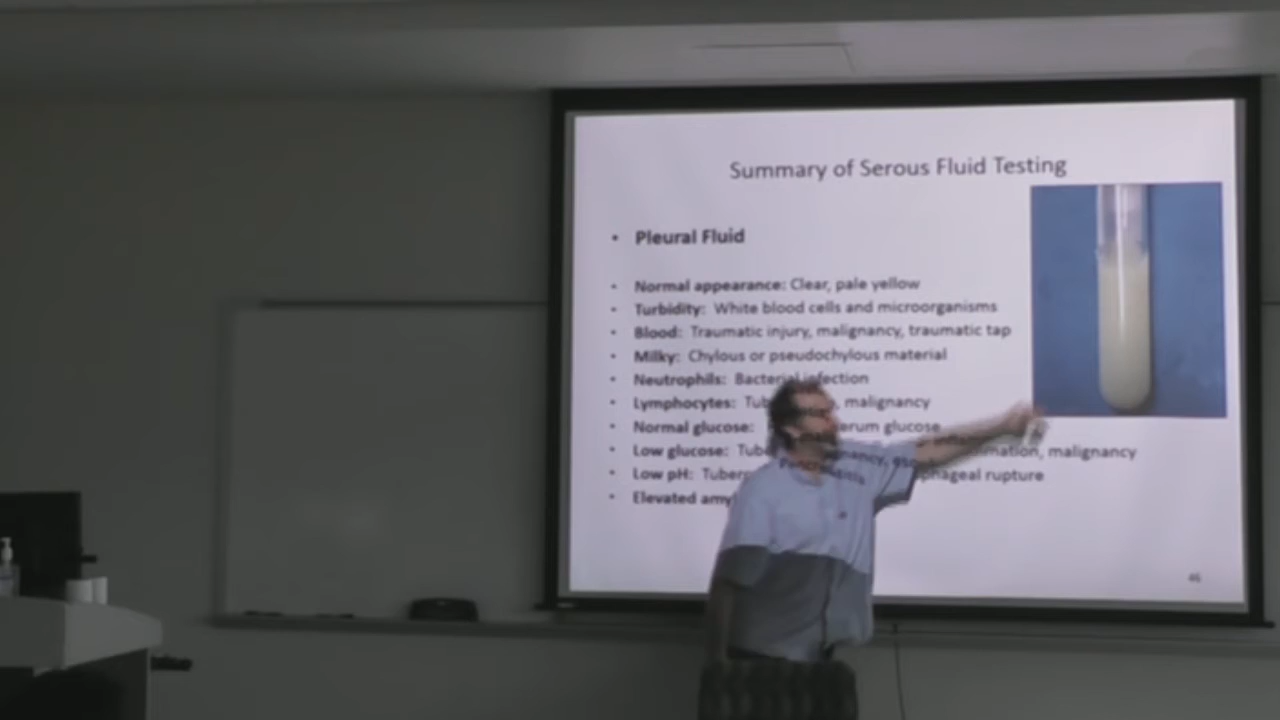 Summary of Serous Fluid Testing
• Pleural Fluid
• Normal appearance: Clear, pale yellow
• Turbidity: White blood cells and microorganisms
• Blood: Traumatic injury, malignancy, traumatic tap
• Milky: Chylous or pseudochylous material
• Neutrophils: Bacterial infection
• Lymphocytes: malignancy
• Normal glucose: glucose
• Low glucose: malignancy
• Low pH: rupture
• Elevated
46